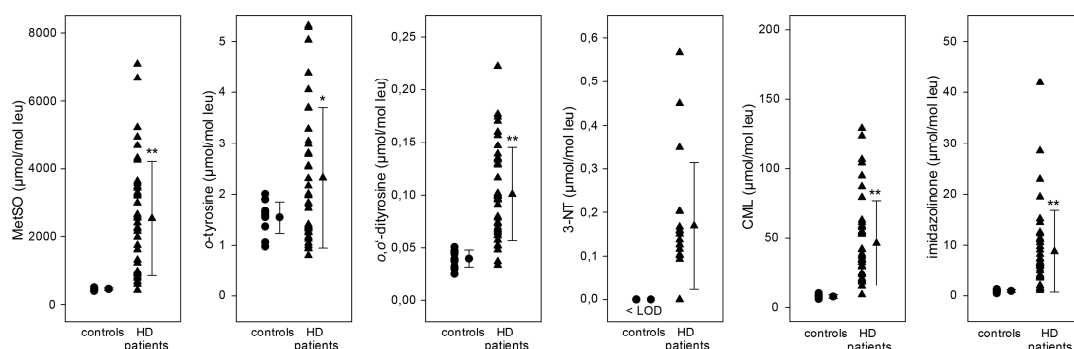 MetSO (µmol/mol leu)
8000
6000
4000
2000
0
**
controls HD
patients
o-tyrosine (µmol/mol leu)
5
4
3
2
1
0
*
controls HD
patients
o,o'-dityrosine (µmol/mol leu)
0,25
0,20
0,15
0,10
0,05
0,00
**
controls HD
patients
3-NT (µmol/mol leu)
0,6
0,5
0,4
0,3
0,2
0,1
0,0
< LOD
controls HD
patients
CML (µmol/mol leu)
200
150
100
50
0
**
controls HD
patients
imidazolinone (µmol/mol leu)
50
40
30
20
10
0
**
controls HD
patients